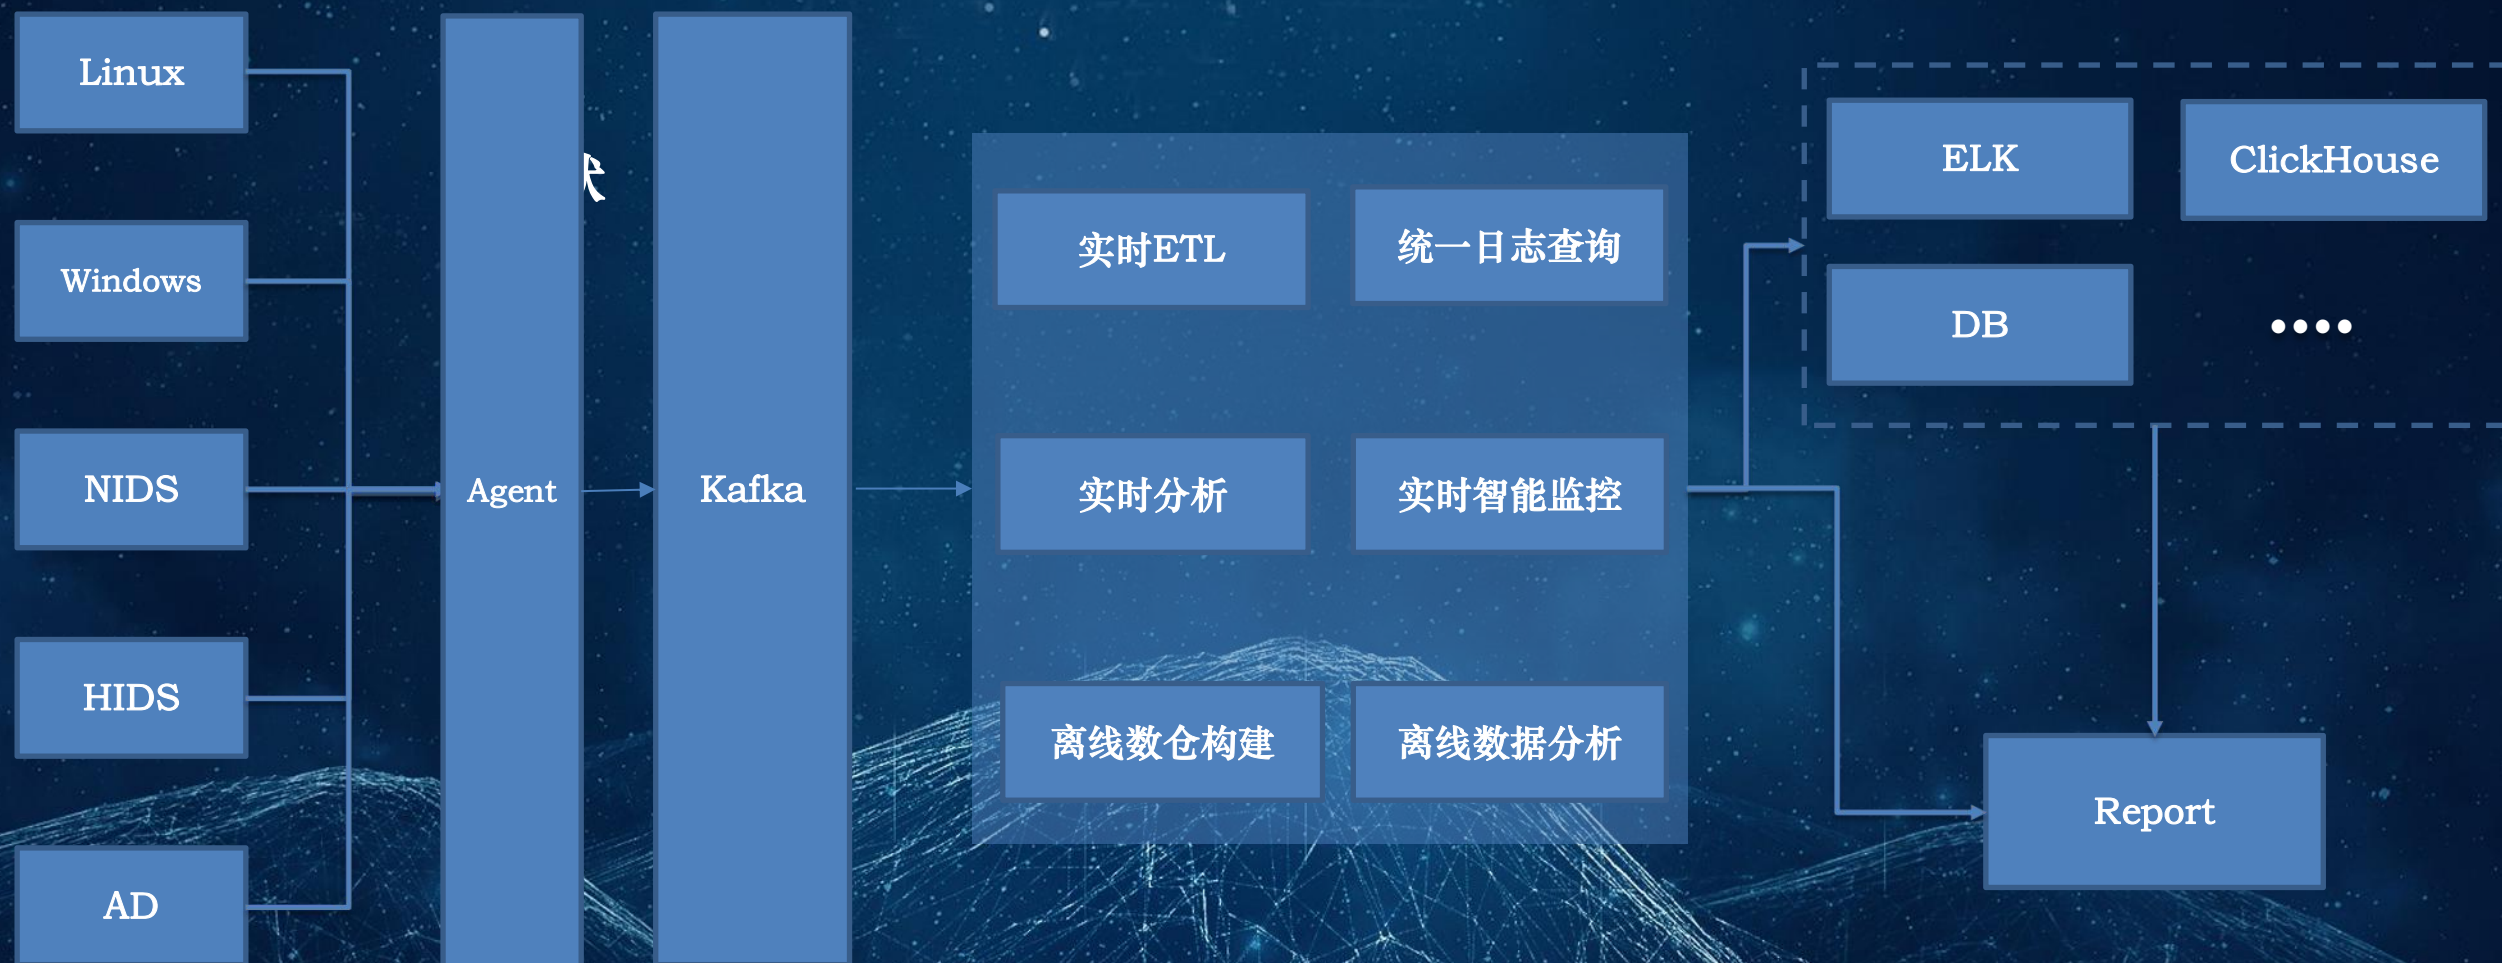 Linux
Windows
NIDS
HIDS
AD
Agent
Kafka
实时ETL
统一日志查询
实时分析
实时智能监控
离线数仓构建
离线数据分析
ELK
ClickHouse
DB
••••
Report